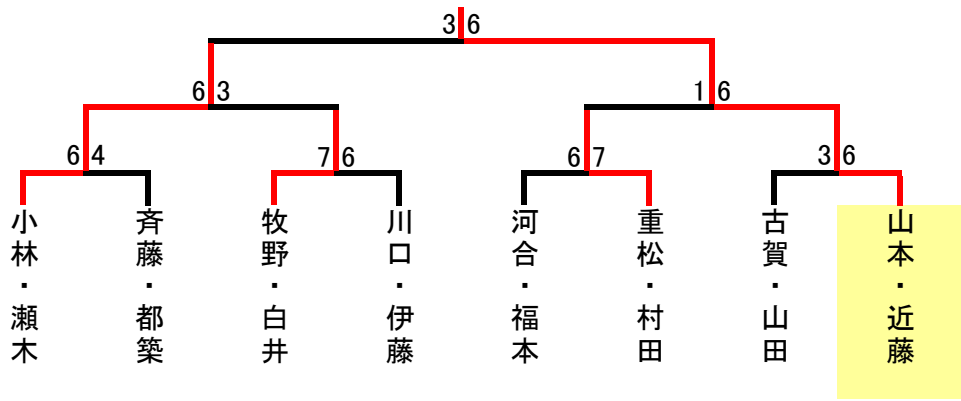 3 6
6 3
1 6
6 4
7 6
6 7
3 6
小林・瀬木
斉藤・都築
牧野・白井
川口・伊藤
河合・福本
重松・村田
古賀・山田
山本・近藤